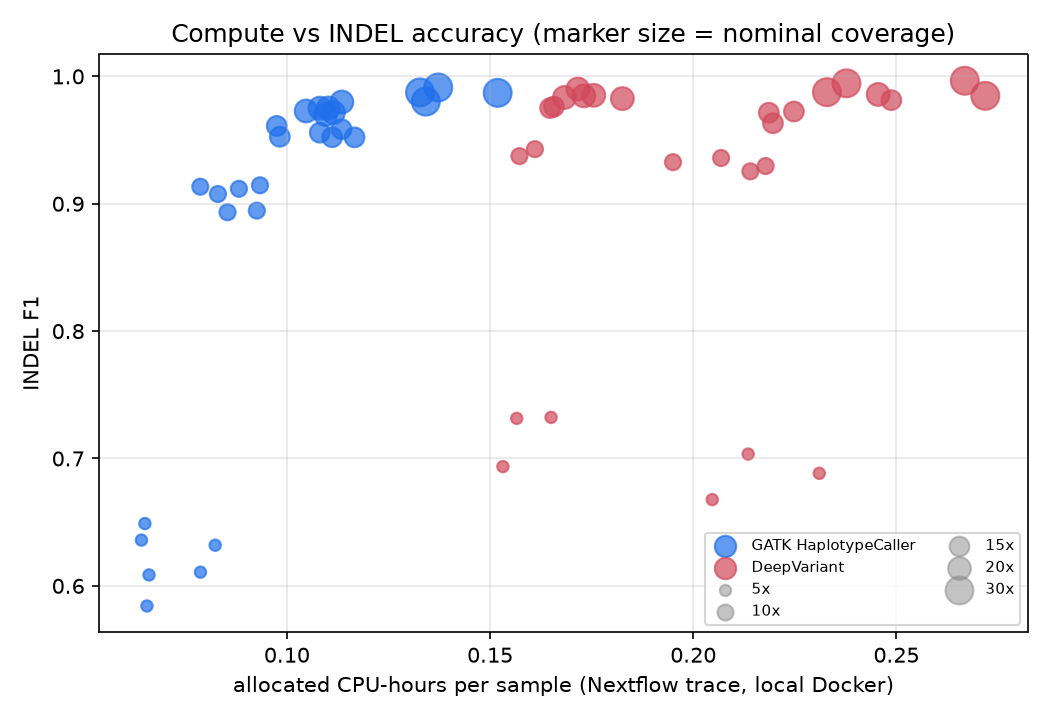 Compute vs INDEL accuracy (marker size = nominal coverage)
INDEL F1
1.0
0.9
0.8
0.7
0.6
GATK HaplotypeCaller
DeepVariant
5x
10x
15x
20x
30x
0.10 0.15 0.20 0.25
allocated CPU-hours per sample (Nextflow trace, local Docker)